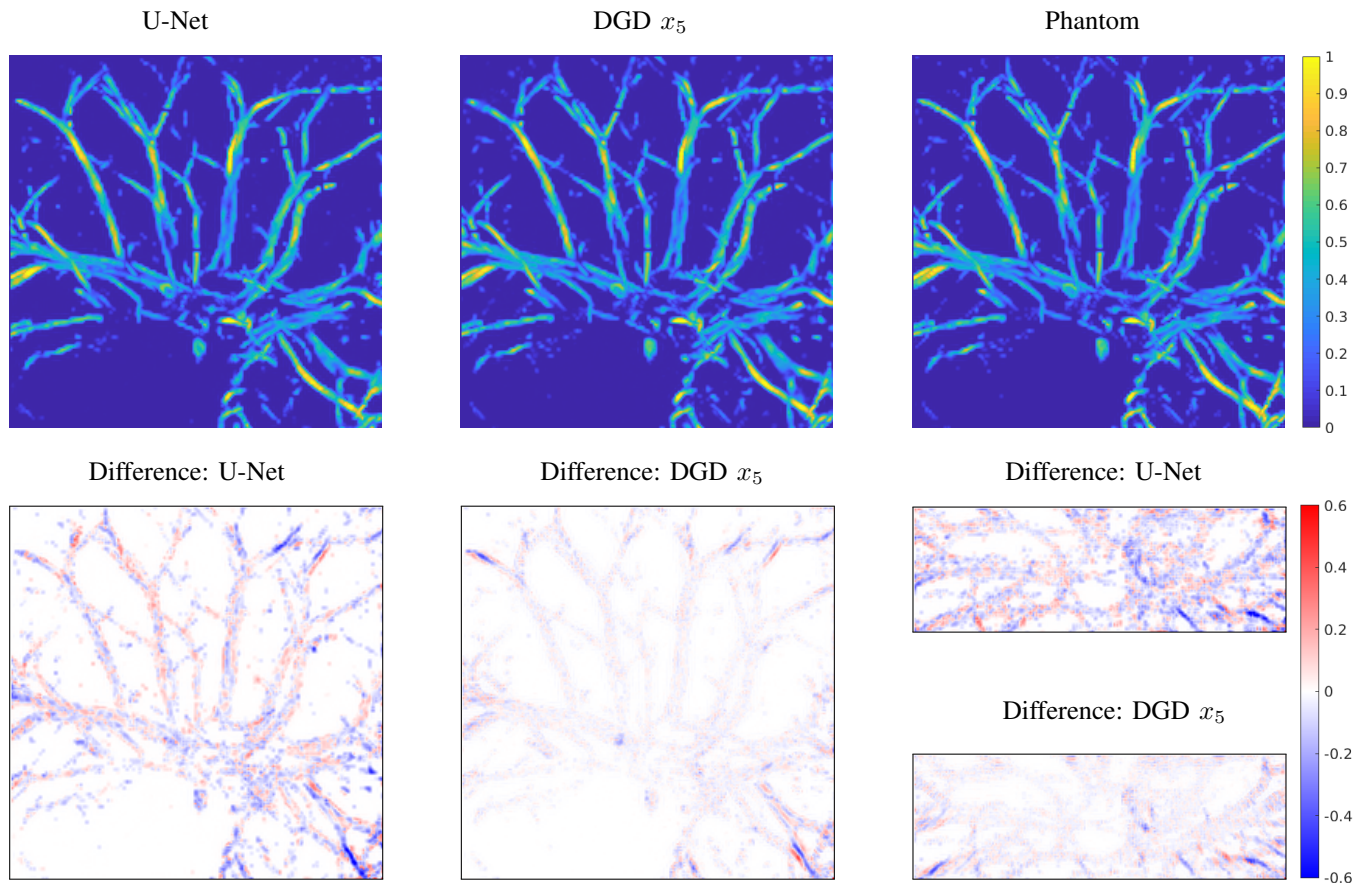 U-Net
DGD x₅
Phantom
1
0.9
0.8
0.7
0.6
0.5
0.4
0.3
0.2
0.1
0
Difference: U-Net
Difference: DGD x₅
Difference: U-Net
0.6
0.4
0.2
0
-0.2
-0.4
-0.6
Difference: DGD x₅